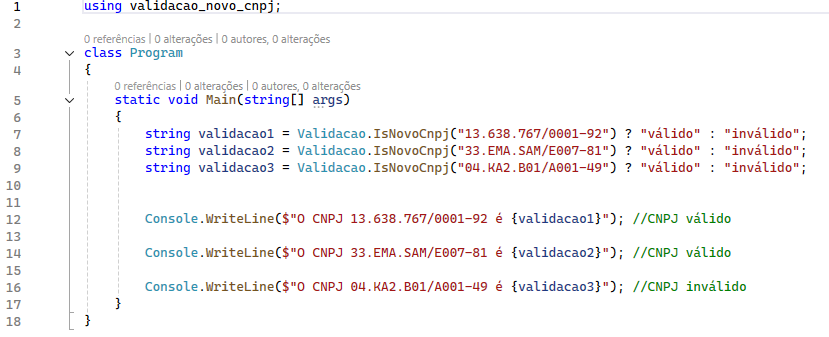 1 using validacao_novo_cnpj;
2
0 referências | 0 alterações | 0 autores, 0 alterações
3 class Program
4 {
0 referências | 0 alterações | 0 autores, 0 alterações
5 static void Main(string[] args)
6 {
7 string validacao1 = Validacao.IsNovoCnpj("13.638.767/0001-92") ? "válido" : "inválido";
8 string validacao2 = Validacao.IsNovoCnpj("33.EMA.SAM/E007-81") ? "válido" : "inválido";
9 string validacao3 = Validacao.IsNovoCnpj("04.KA2.B01/A001-49") ? "válido" : "inválido";
10
11
12 Console.WriteLine($"O CNPJ 13.638.767/0001-92 é {validacao1}"); //CNPJ válido
13
14 Console.WriteLine($"O CNPJ 33.EMA.SAM/E007-81 é {validacao2}"); //CNPJ válido
15
16 Console.WriteLine($"O CNPJ 04.KA2.B01/A001-49 é {validacao3}"); //CNPJ inválido
17 }
18 }